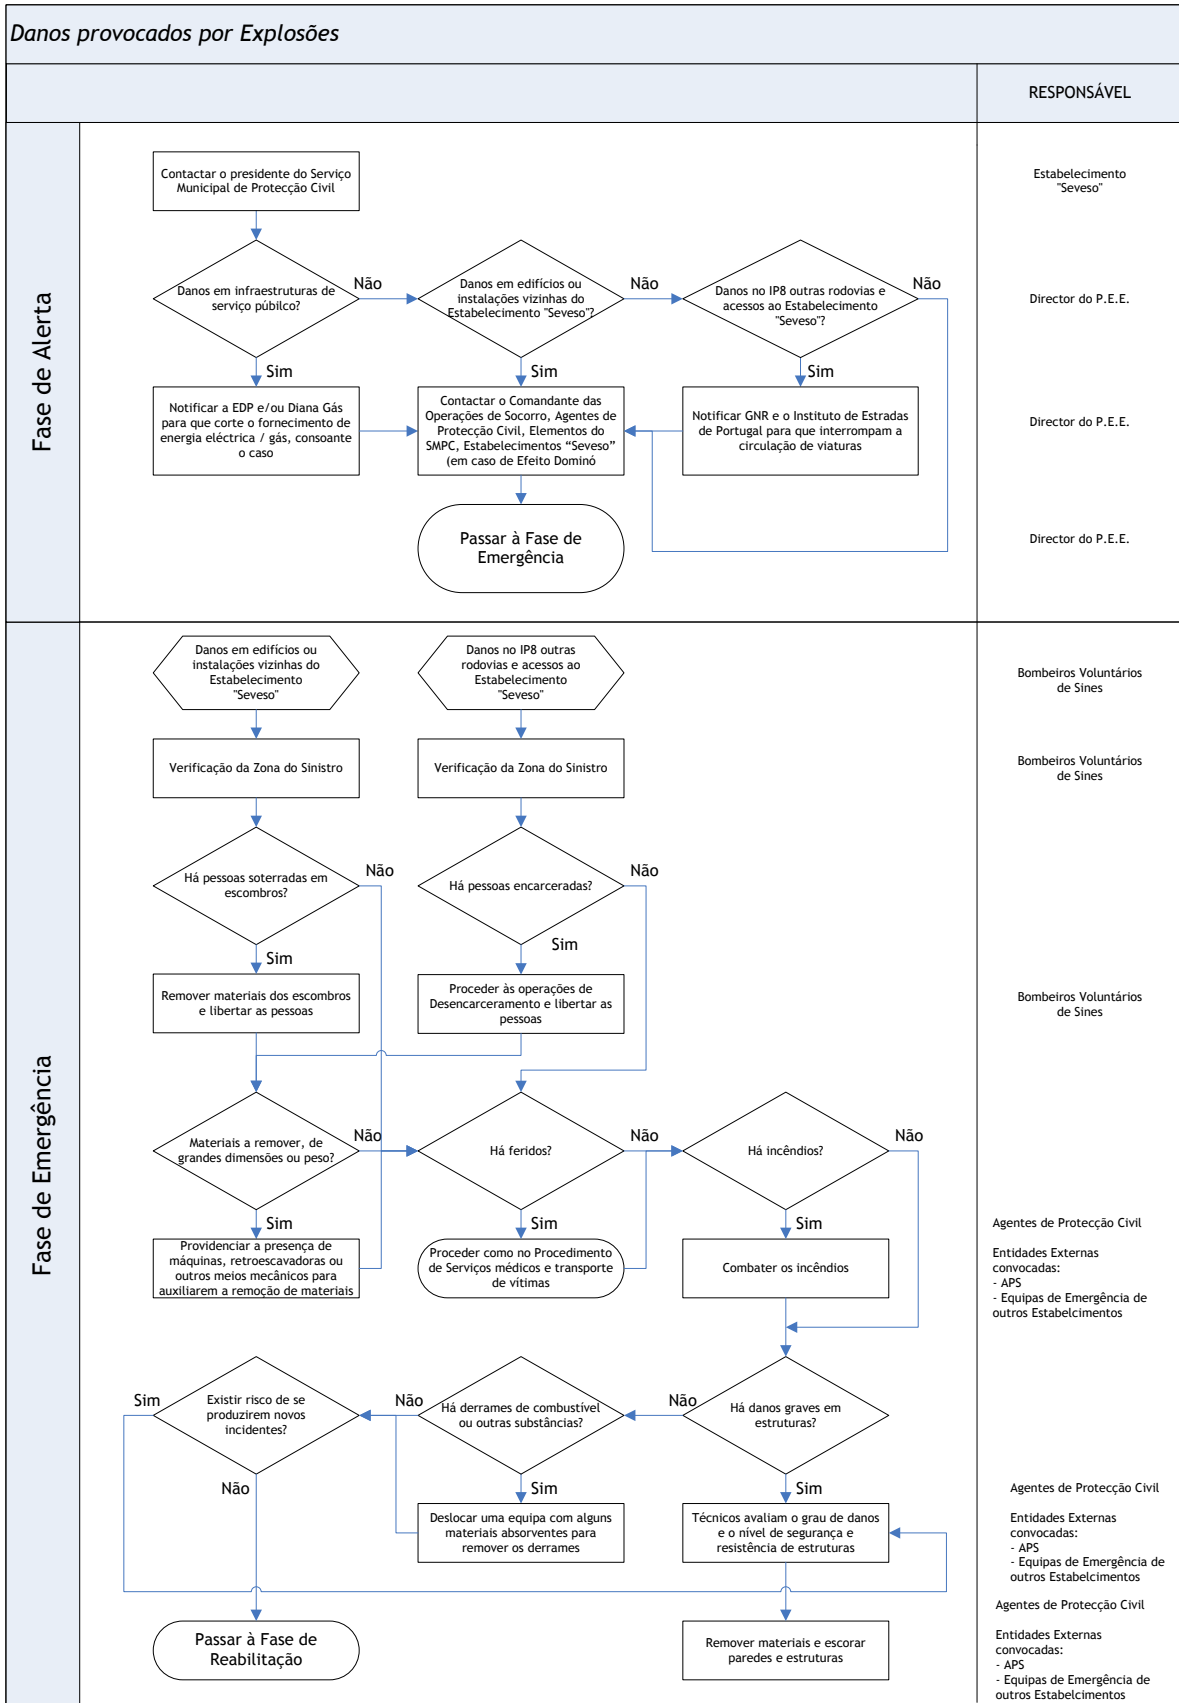 Danos provocados por Explosões
RESPONSÁVEL
Fase de Alerta
Contactar o presidente do Serviço
Municipal de Protecção Civil
Estabelecimento
"Seveso"
Danos em infraestruturas de
serviço púbilco?
Não
Danos em edifícios ou
instalações vizinhas do
Estabelecimento "Seveso"?
Não
Danos no IP8 outras rodovias e
acessos ao Estabelecimento
"Seveso"?
Não
Director do P.E.E.
Sim
Sim
Sim
Notificar a EDP e/ou Diana Gás
para que corte o fornecimento de
energia eléctrica / gás, consoante
o caso
Contactar o Comandante das
Operações de Socorro, Agentes de
Protecção Civil, Elementos do
SMPC, Estabelecimentos “Seveso”
(em caso de Efeito Dominó
Notificar GNR e o Instituto de Estradas
de Portugal para que interrompam a
circulação de viaturas
Director do P.E.E.
Passar à Fase de
Emergência
Director do P.E.E.
Fase de Emergência
Danos em edifícios ou
instalações vizinhas do
Estabelecimento
"Seveso"
Danos no IP8 outras
rodovias e acessos ao
Estabelecimento
"Seveso"
Bombeiros Voluntários
de Sines
Verificação da Zona do Sinistro
Verificação da Zona do Sinistro
Bombeiros Voluntários
de Sines
Há pessoas soterradas em
escombros?
Não
Há pessoas encarceradas?
Não
Sim
Sim
Remover materiais dos escombros
e libertar as pessoas
Proceder às operações de
Desencarceramento e libertar as
pessoas
Bombeiros Voluntários
de Sines
Materiais a remover, de
grandes dimensões ou peso?
Não
Há feridos?
Não
Há incêndios?
Não
Sim
Sim
Sim
Providenciar a presença de
máquinas, retroescavadoras ou
outros meios mecânicos para
auxiliarem a remoção de materiais
Proceder como no Procedimento
de Serviços médicos e transporte
de vítimas
Combater os incêndios
Agentes de Protecção Civil
Entidades Externas
convocadas:
- APS
- Equipas de Emergência de
outros Estabelcimentos
Sim
Existir risco de se
produzirem novos
incidentes?
Não
Há derrames de combustível
ou outras substâncias?
Não
Há danos graves em
estruturas?
Não
Sim
Sim
Deslocar uma equipa com alguns
materiais absorventes para
remover os derrames
Técnicos avaliam o grau de danos
e o nível de segurança e
resistência de estruturas
Agentes de Protecção Civil
Entidades Externas
convocadas:
- APS
- Equipas de Emergência de
outros Estabelcimentos
Passar à Fase de
Reabilitação
Remover materiais e escorar
paredes e estruturas
Agentes de Protecção Civil
Entidades Externas
convocadas:
- APS
- Equipas de Emergência de
outros Estabelcimentos